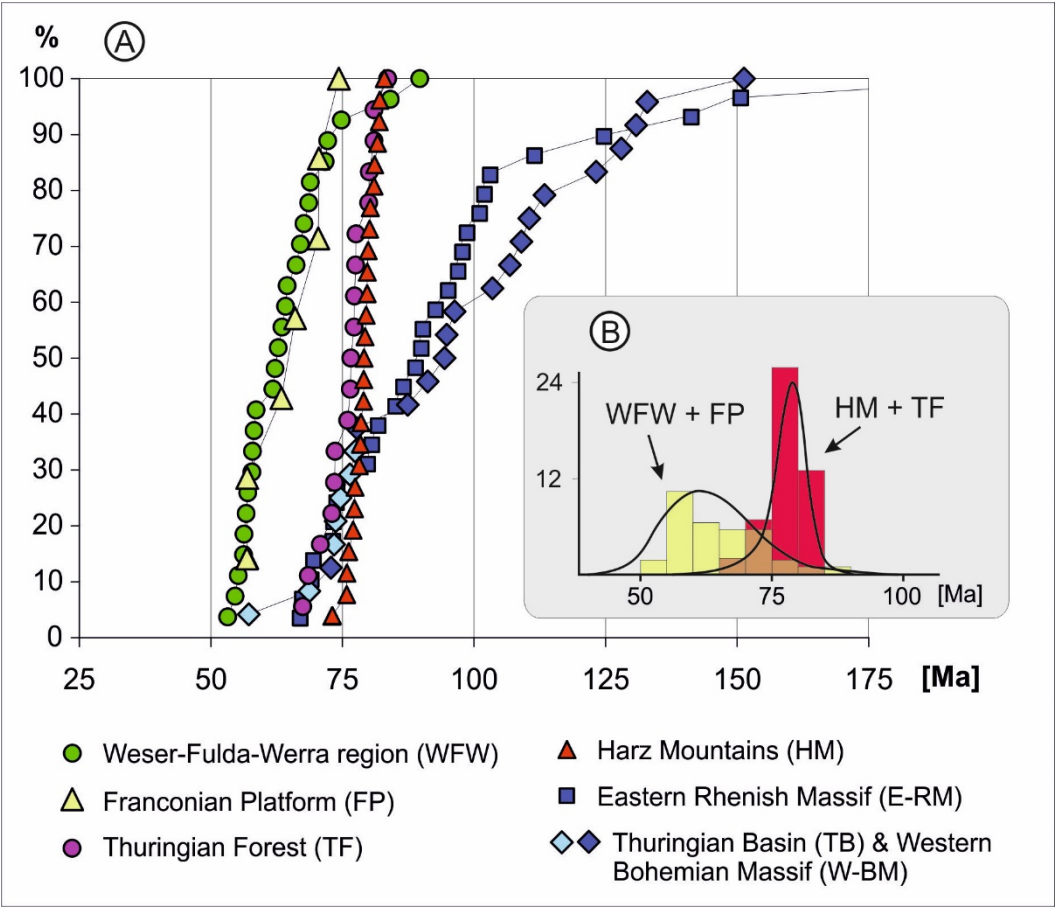 %
A
100
90
80
70
60
50
40
30
20
10
0
25 50 75 100 125 150 175 [Ma]
B
24
12
WFW + FP
HM + TF
50 75 100 [Ma]
Weser-Fulda-Werra region (WFW)
Franconian Platform (FP)
Thuringian Forest (TF)
Harz Mountains (HM)
Eastern Rhenish Massif (E-RM)
Thuringian Basin (TB) & Western
Bohemian Massif (W-BM)